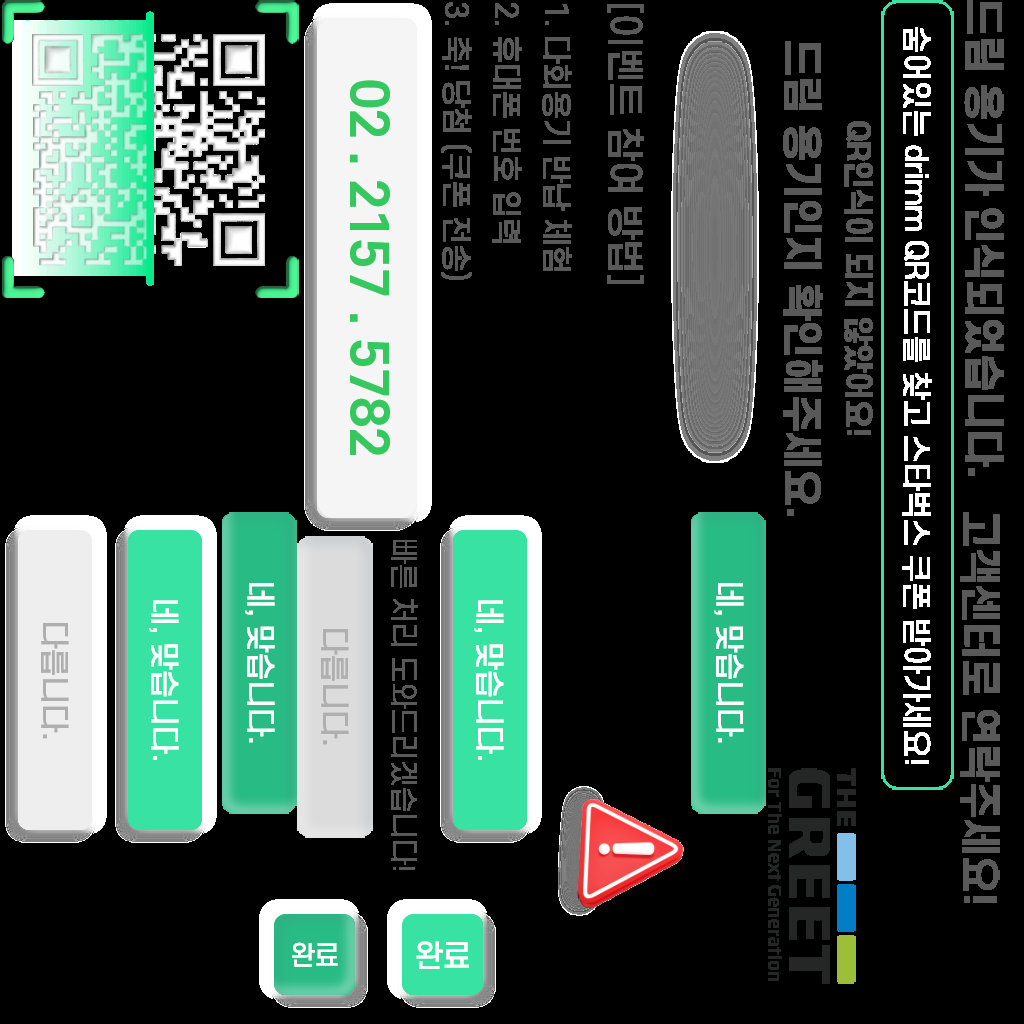 드림 용기가 인식되었습니다.
고객센터로 연락주세요!
숨어있는 drimm QR코드를 찾고 스타벅스 쿠폰 받아가세요!
QR인식이 되지 않았어요!
드림 용기인지 확인해주세요.
THE
GREET
For The Next Generation
네, 맞습니다.
[이벤트 참여 방법]
1. 다회용기 반납 체험
2. 휴대폰 번호 입력
3. 축! 당첨 (쿠폰 전송)
네, 맞습니다.
완료
02 . 2157 . 5782
빠른 처리 도와드리겠습니다!
다릅니다.
완료
네, 맞습니다.
네, 맞습니다.
다릅니다.